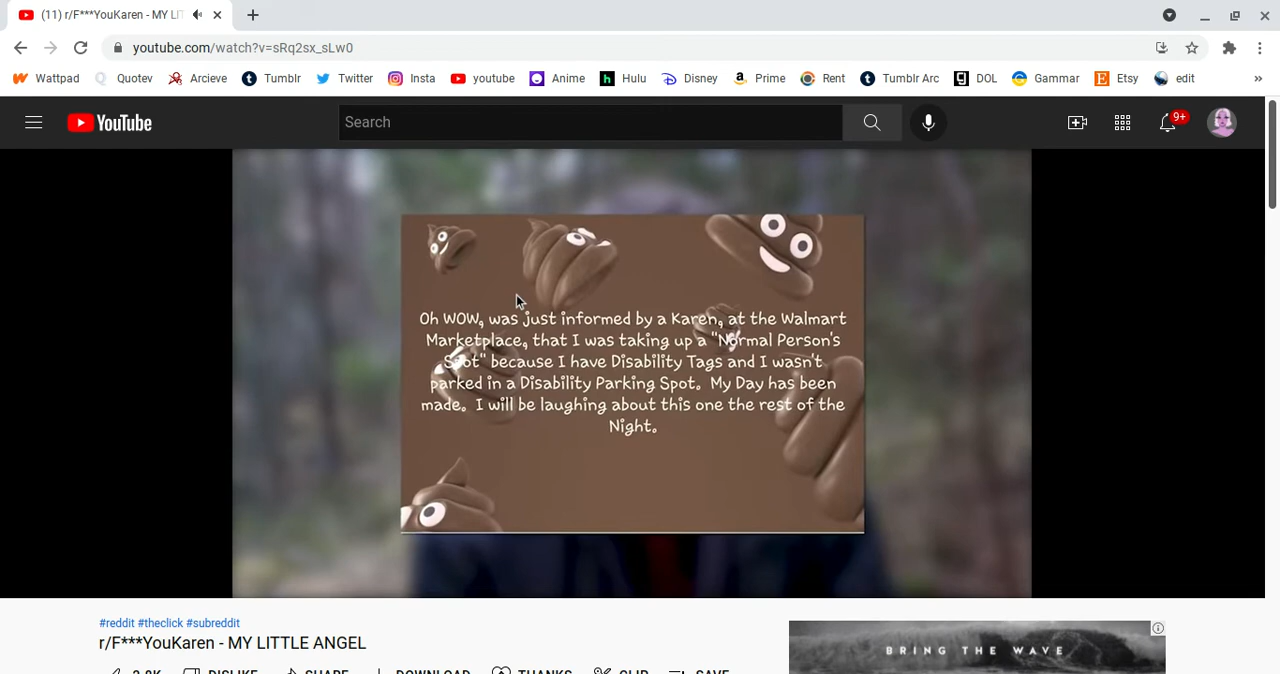 (11) r/F***YouKaren - MY LIT
youtube.com/watch?v=sRq2sx_sLw0
Wattpad Quotev Arcieve Tumblr Twitter Insta youtube Anime Hulu Disney Prime Rent Tumblr Arc DOL Gammar Etsy edit »
YouTube
Search
9+
Oh WOW, was just informed by a Karen, at the Walmart
Marketplace, that I was taking up a "Normal Person's
Spot" because I have Disability Tags and I wasn't
parked in a Disability Parking Spot. My Day has been
made. I will be laughing about this one the rest of the
Night.
#reddit #theclick #subreddit
r/F***YouKaren - MY LITTLE ANGEL
BRING THE WAVE
DISLIKE SHARE DOWNLOAD THANKS CLIP SAVE